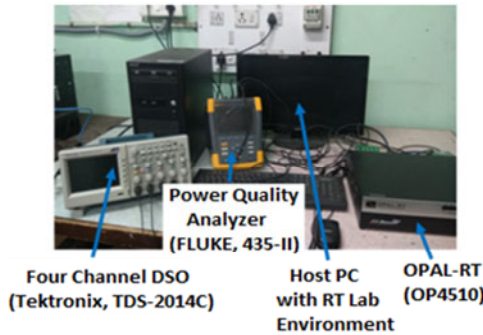 Power Quality
Analyzer
(FLUKE, 435-II)
Four Channel DSO
(Tektronix, TDS-2014C)
Host PC
with RT Lab
Environment
OPAL-RT
(OP4510)